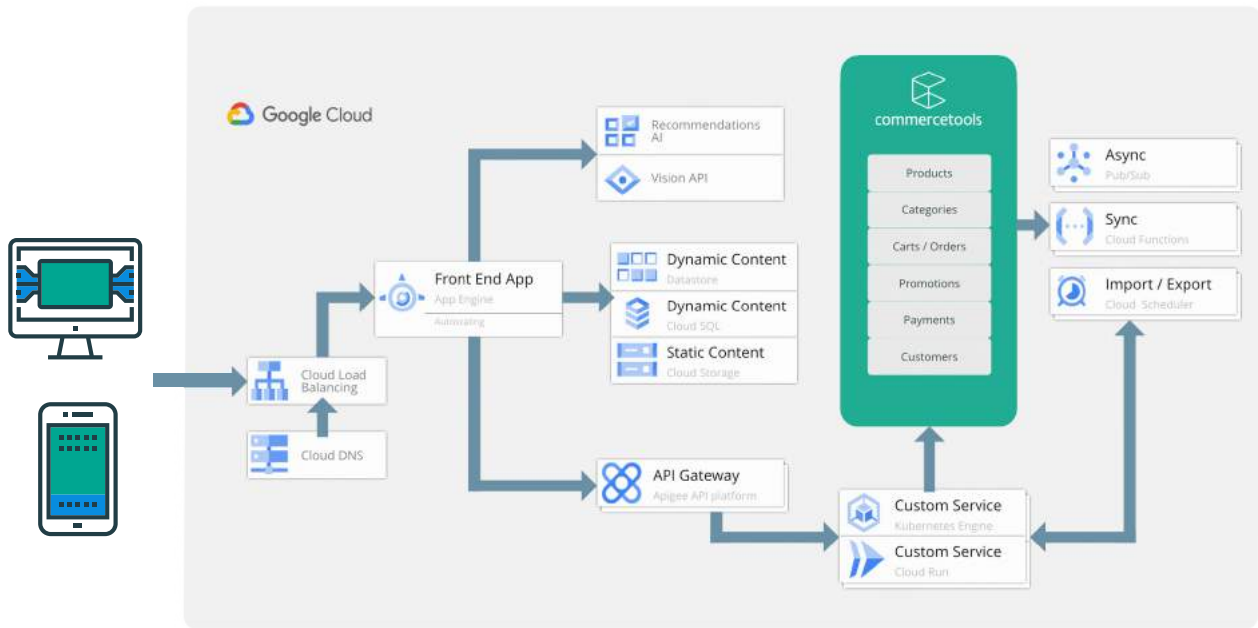 Google Cloud
Recommendations
AI
Vision API
commercetools
Products
Categories
Carts / Orders
Promotions
Payments
Customers
Async
Pub/Sub
Sync
Cloud Functions
Import / Export
Cloud Scheduler
Front End App
App Engine
Autoscaling
Dynamic Content
Datastore
Dynamic Content
Cloud SQL
Static Content
Cloud Storage
Cloud Load
Balancing
Cloud DNS
API Gateway
Apigee API platform
Custom Service
Kubernetes Engine
Custom Service
Cloud Run